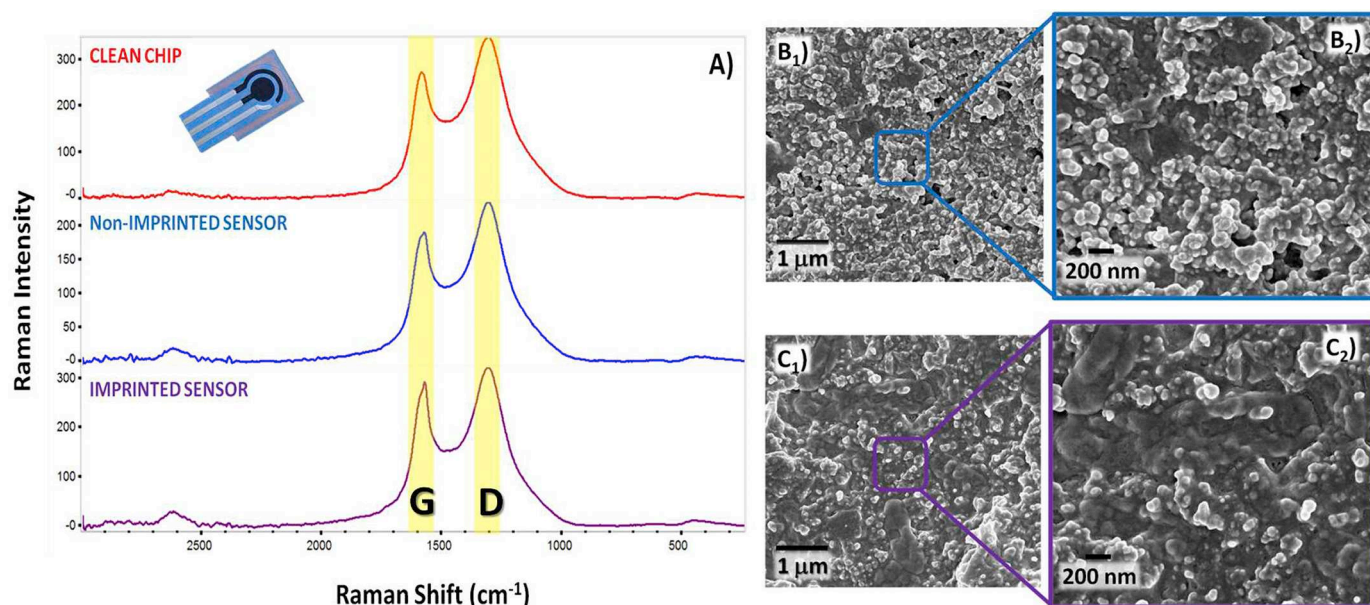 CLEAN CHIP
A)
300
200
100
-0
Non-IMPRINTED SENSOR
200
150
100
50
-0
IMPRINTED SENSOR
300
200
100
-0
G
D
2500
2000
1500
1000
500
Raman Intensity
Raman Shift (cm⁻¹)
B₁)
1 μm
B₂)
200 nm
C₁)
1 μm
C₂)
200 nm